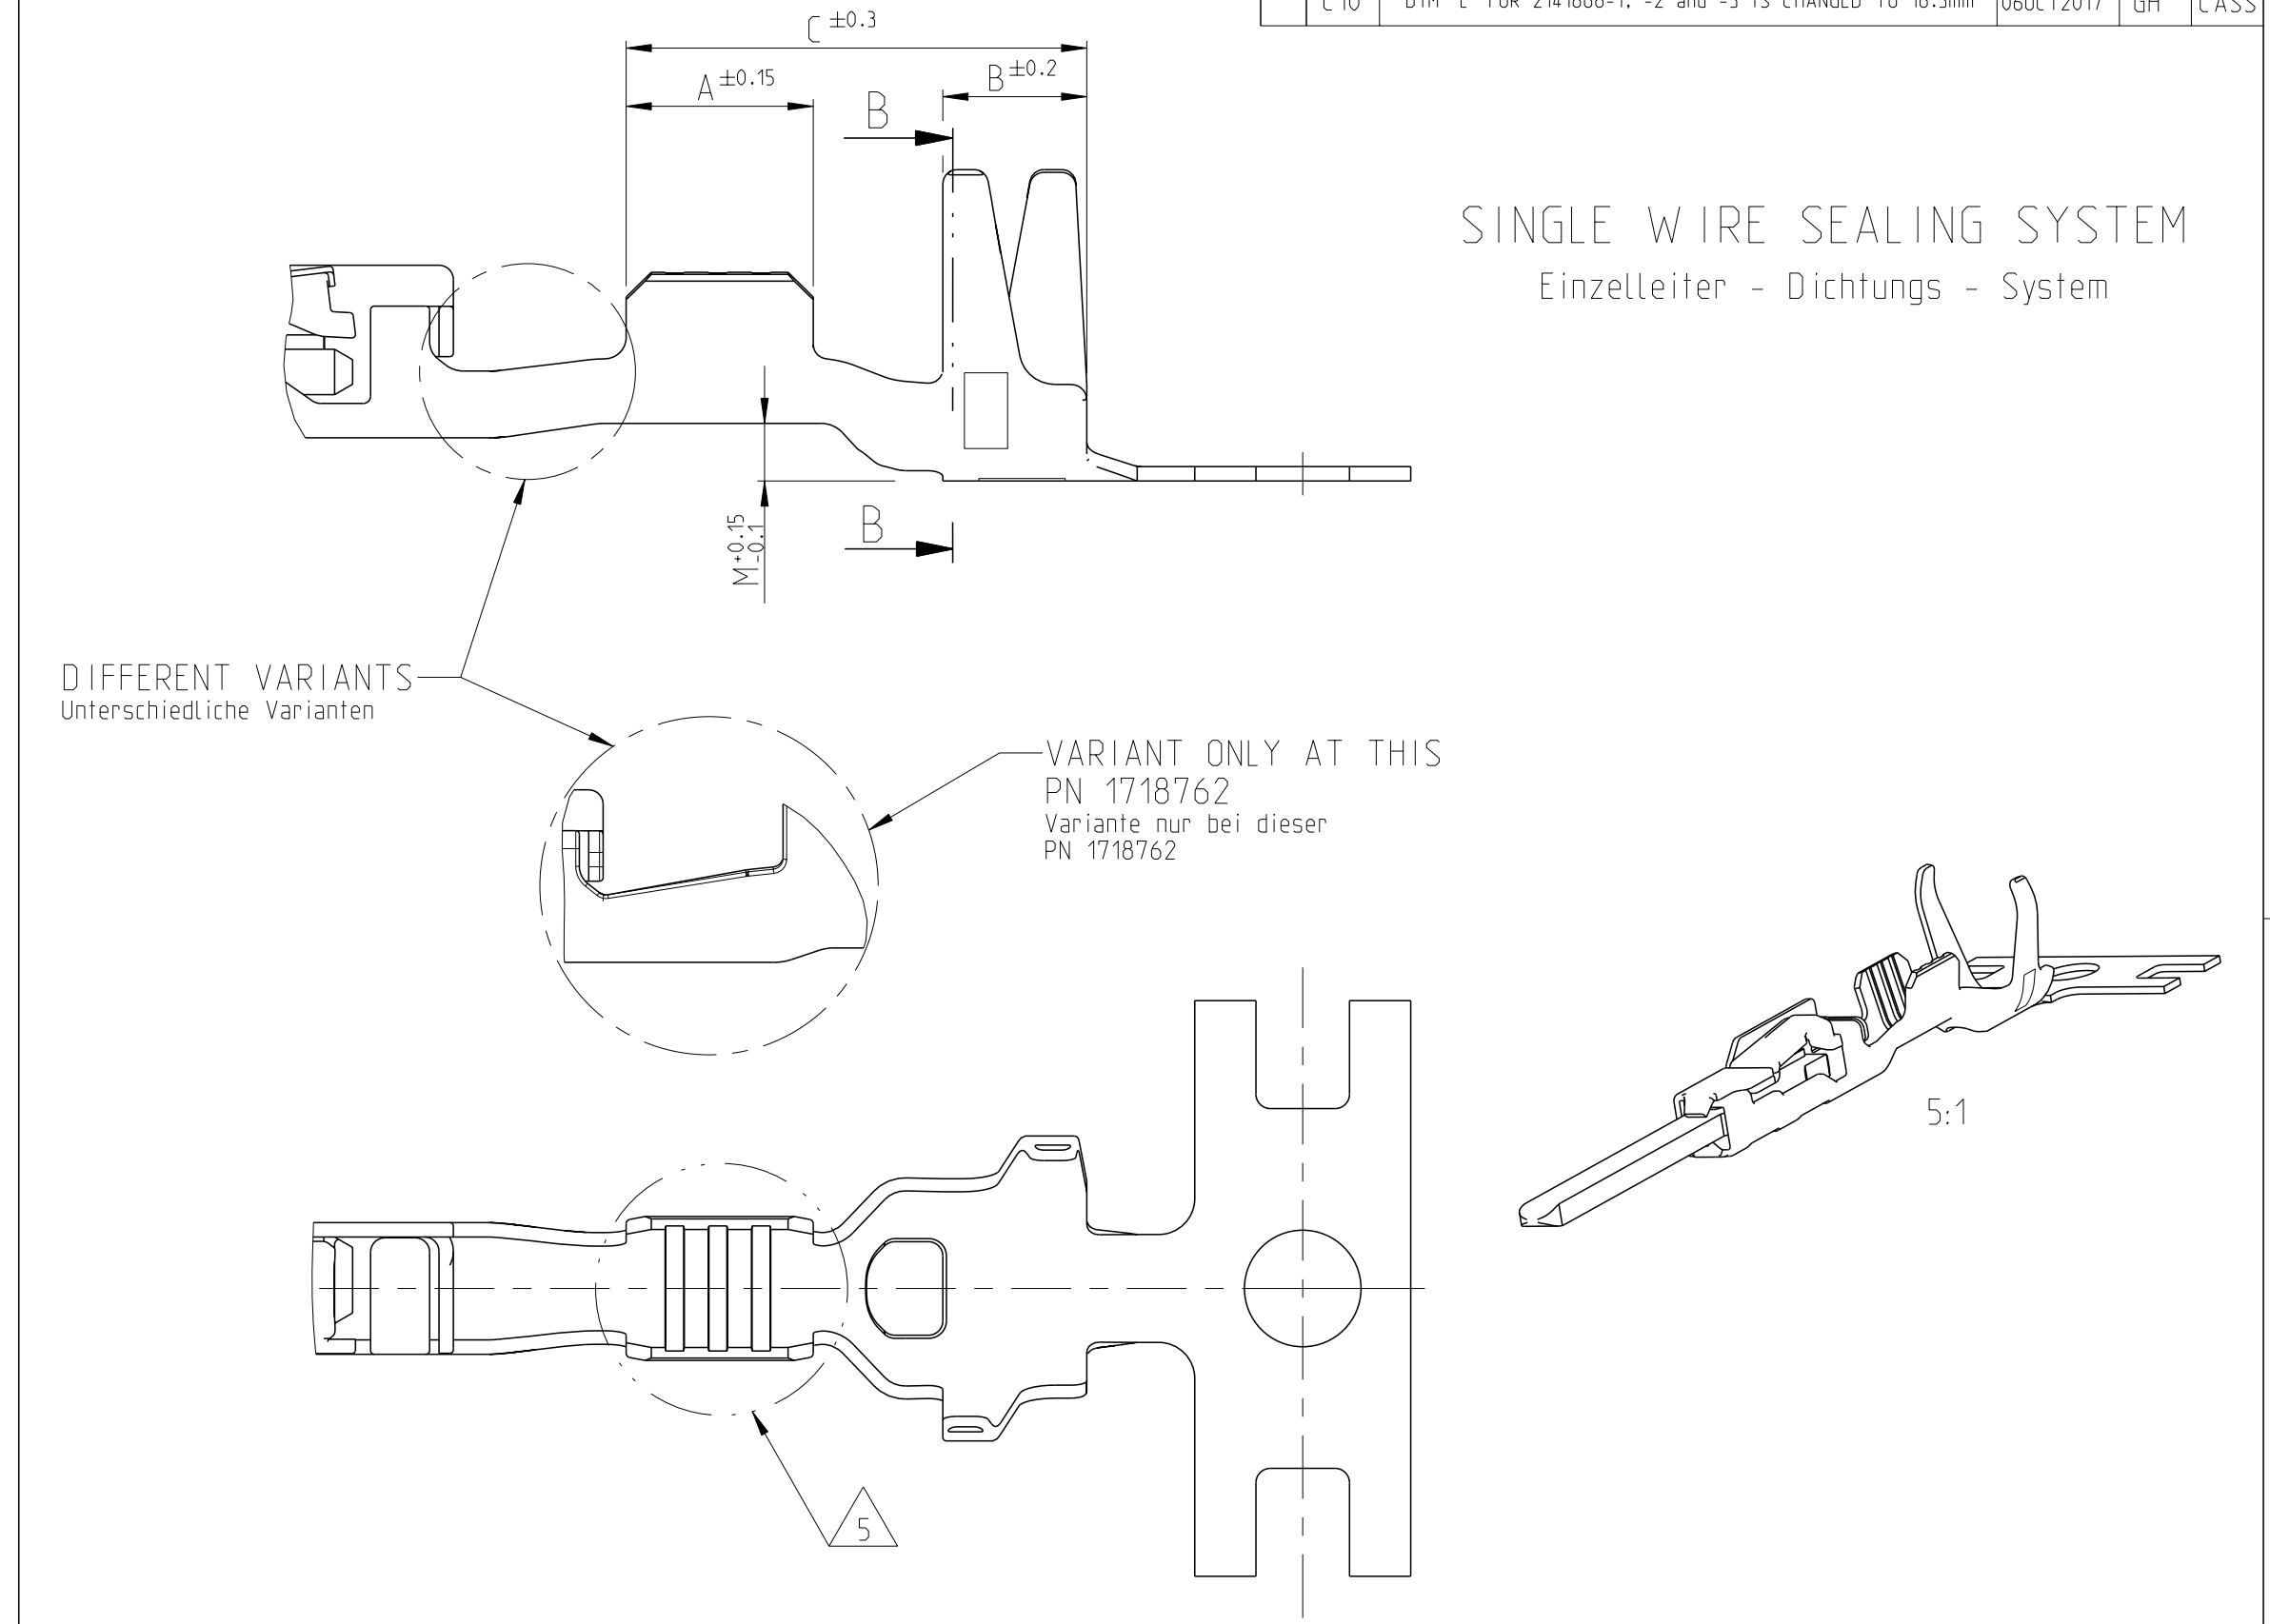 C ±0.3
A ±0.15
B ±0.2
B
SINGLE WIRE SEALING SYSTEM
Einzelleiter - Dichtungs - System
M +0.15 -0.1
B
DIFFERENT VARIANTS
Unterschiedliche Varianten
VARIANT ONLY AT THIS
PN 1718762
Variante nur bei dieser
PN 1718762
5:1
5